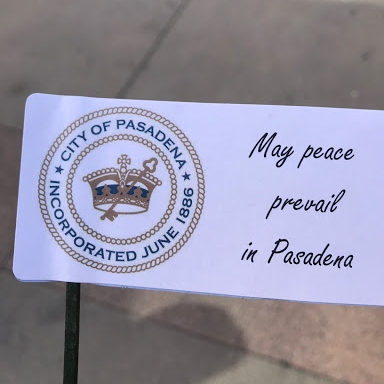 ★ CITY OF PASADENA ★
INCORPORATED JUNE 1886
May peace
prevail
in Pasadena